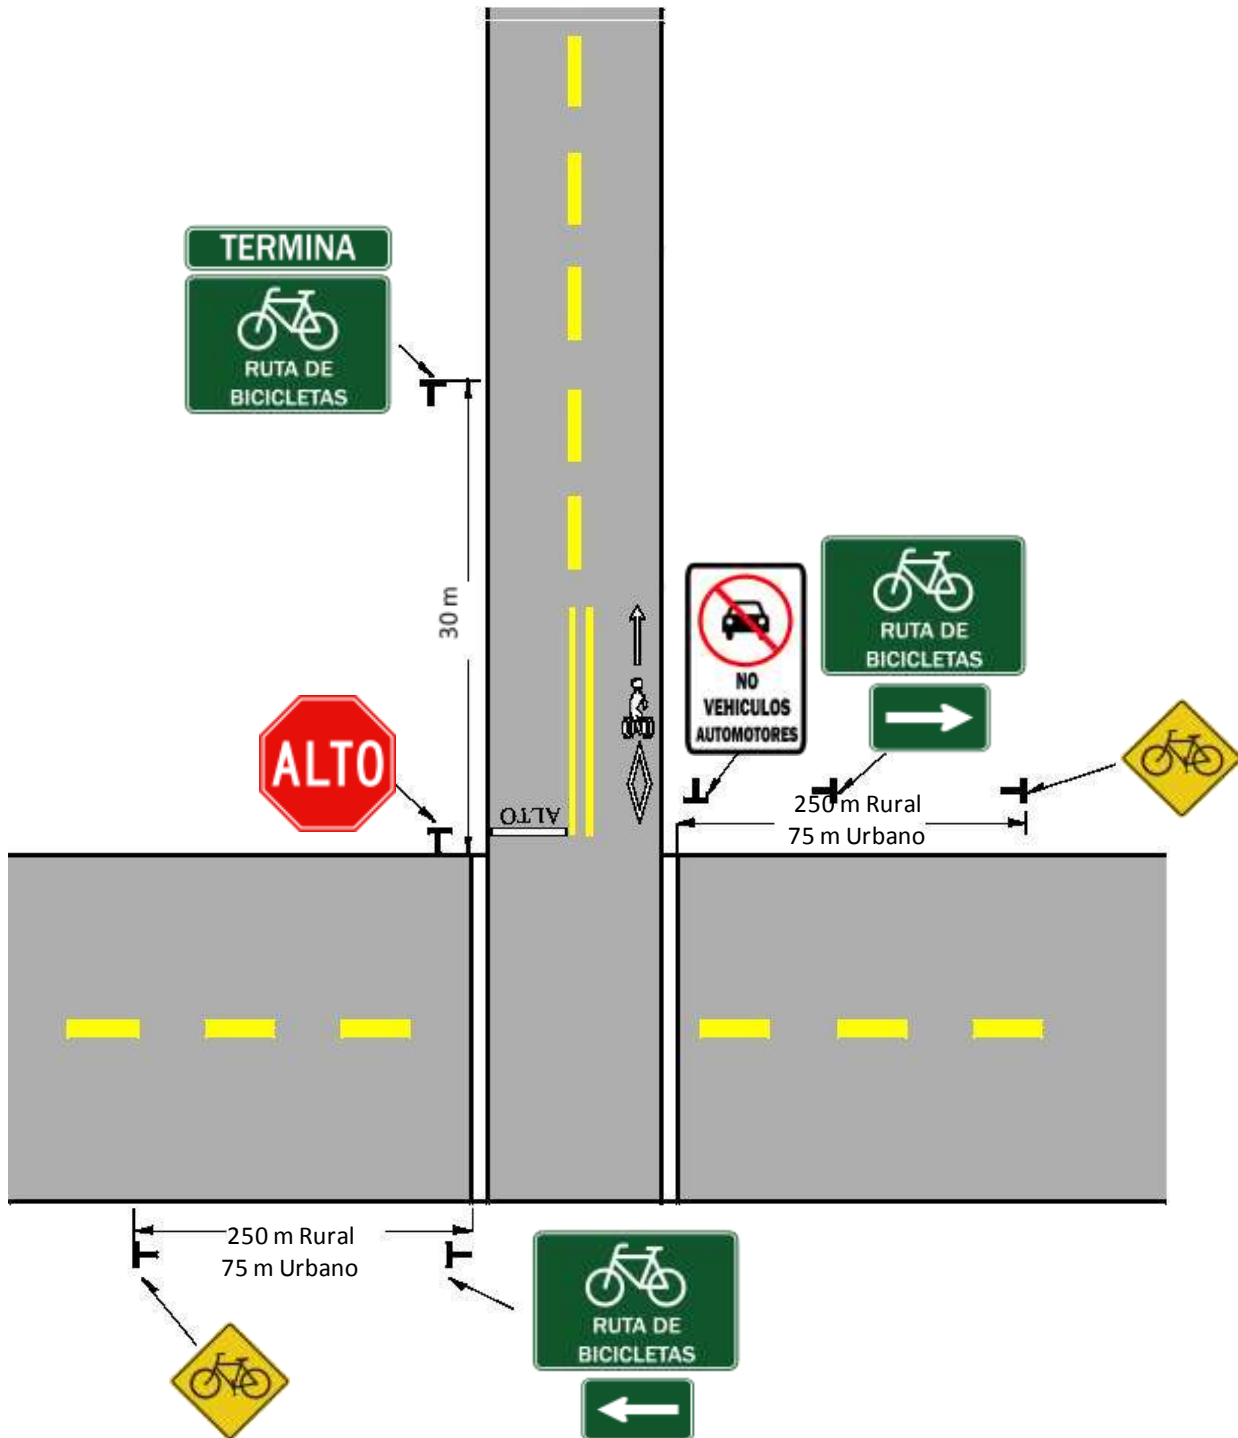 TERMINA
RUTA DE
BICICLETAS
30 m
ALTO
ALTO
NO
VEHICULOS
AUTOMOTORES
RUTA DE
BICICLETAS
250 m Rural
75 m Urbano
250 m Rural
75 m Urbano
RUTA DE
BICICLETAS